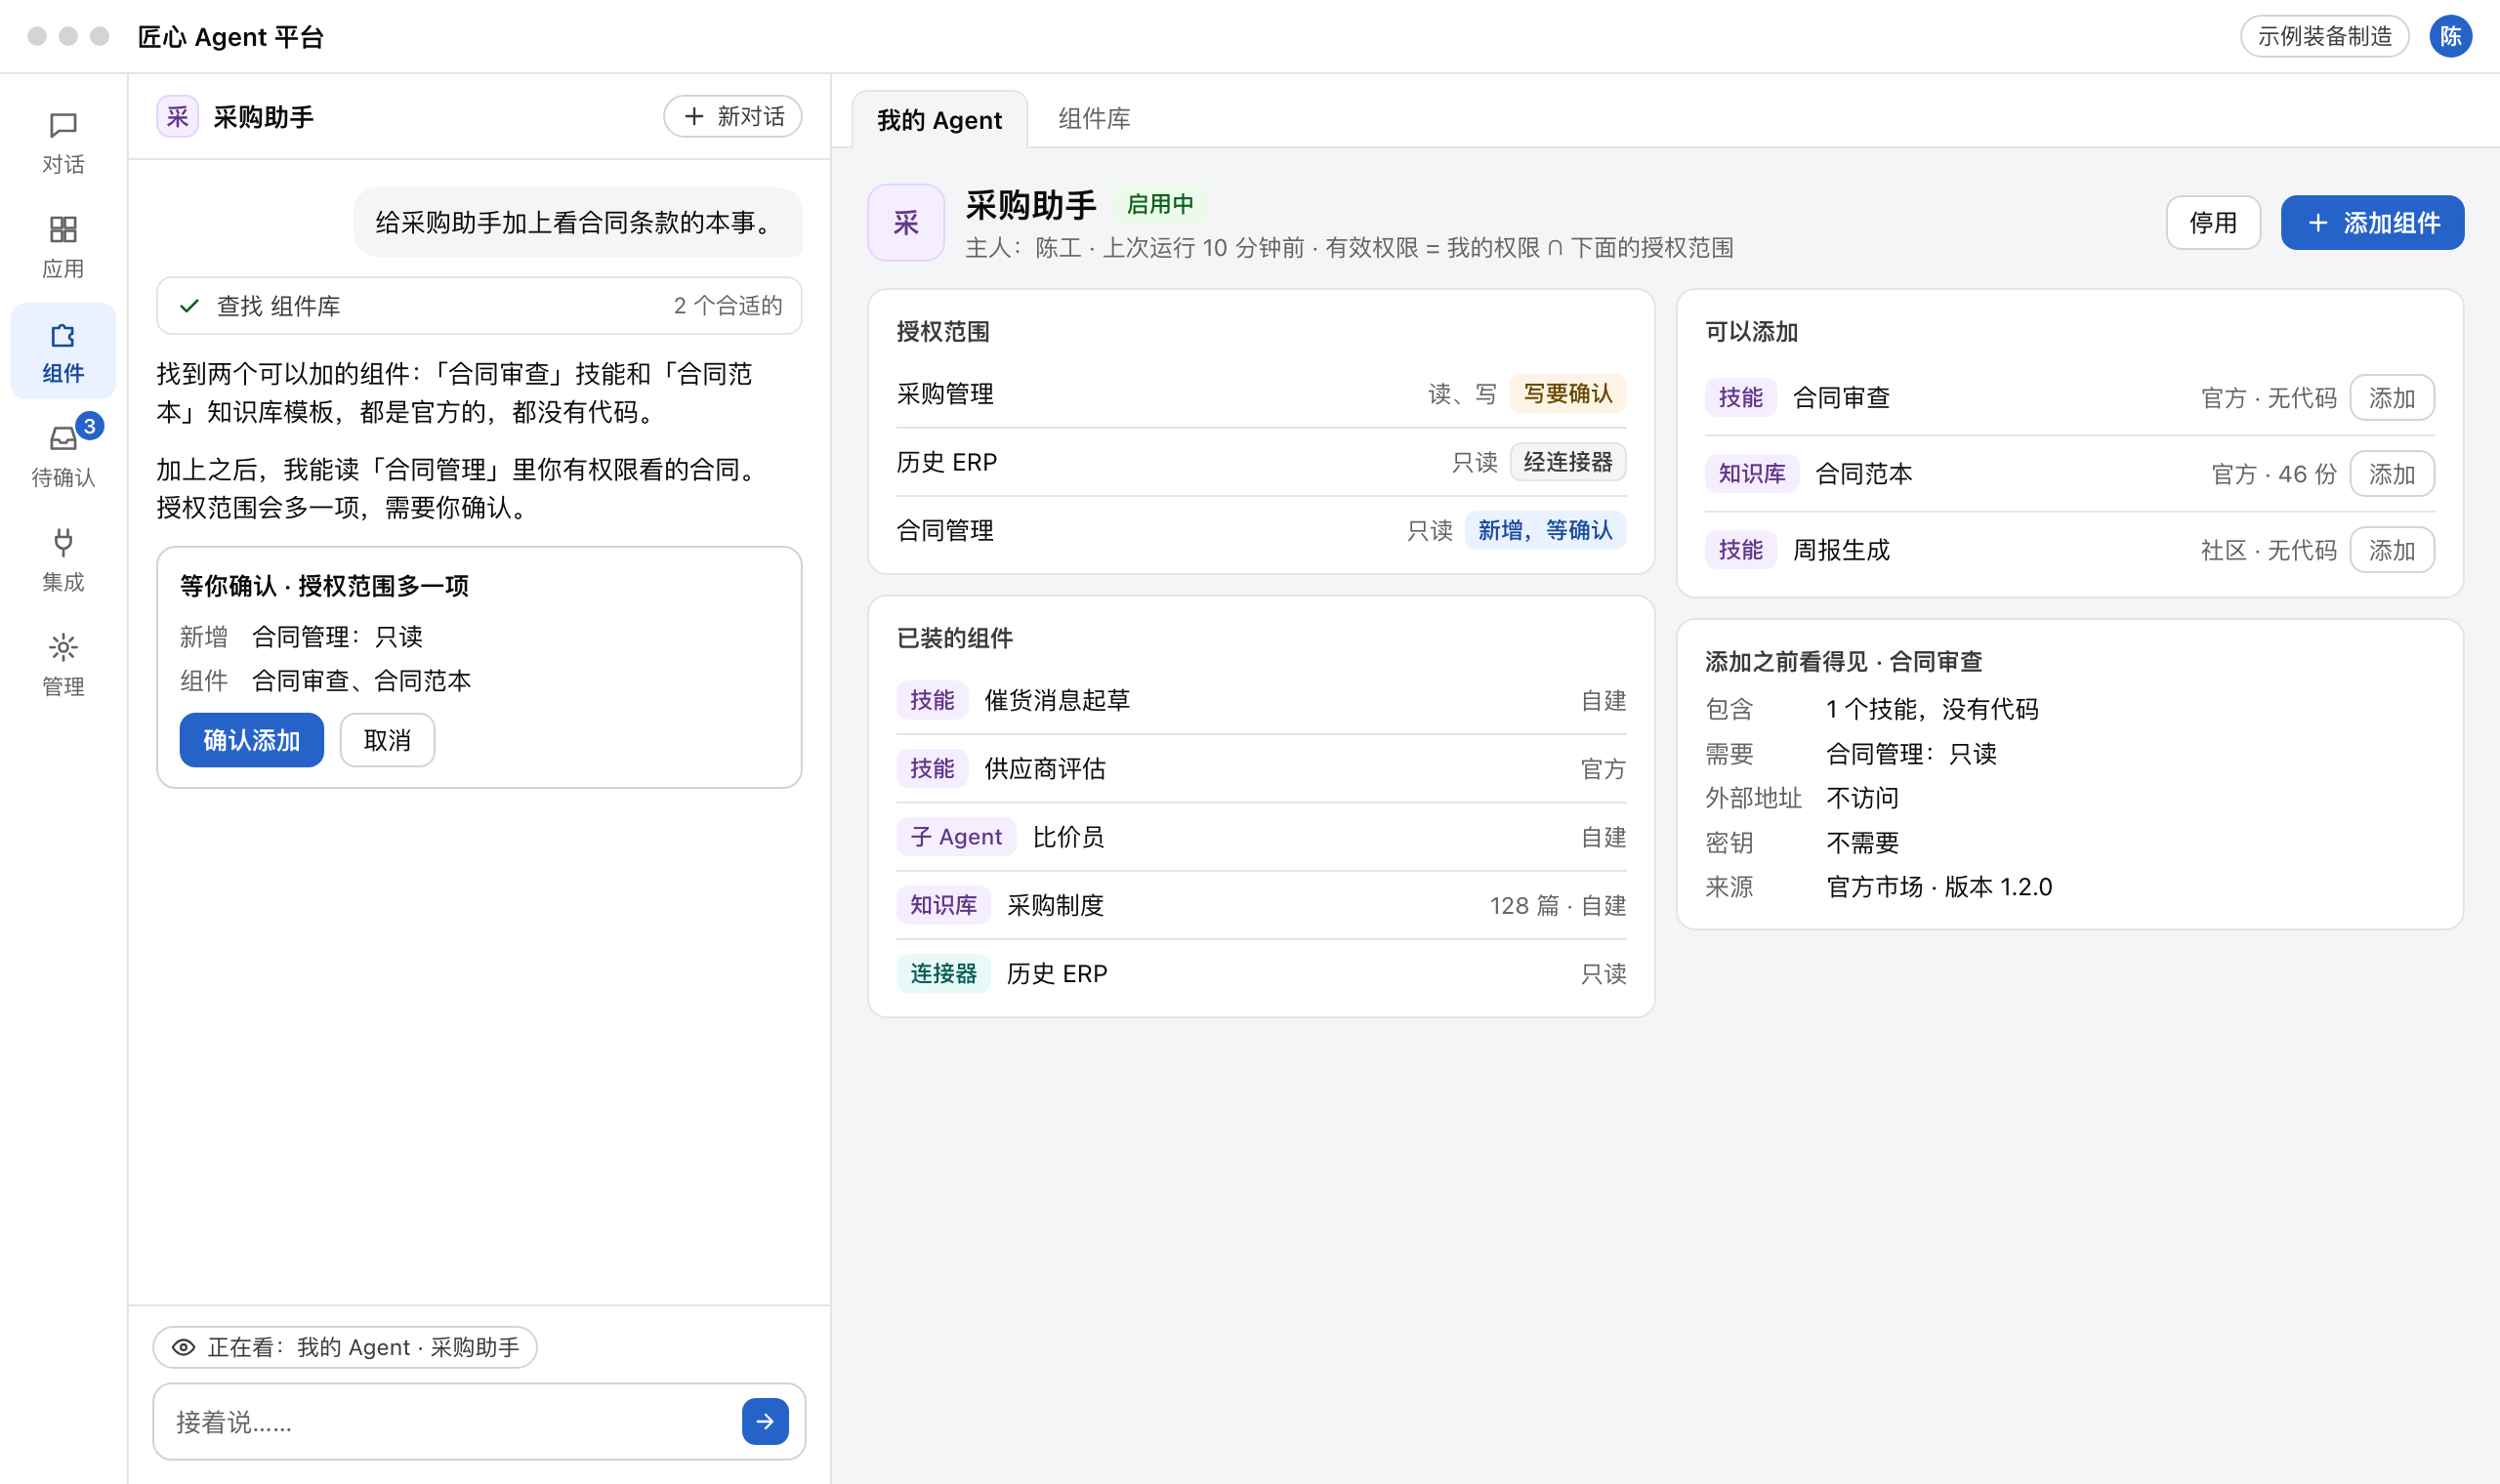 匠心 Agent 平台
示例装备制造
陈
对话
应用
组件
3
待确认
集成
管理
采
采购助手
新对话
给采购助手加上看合同条款的本事。
查找 组件库
2 个合适的
找到两个可以加的组件：「合同审查」技能和「合同范
本」知识库模板，都是官方的，都没有代码。
加上之后，我能读「合同管理」里你有权限看的合同。
授权范围会多一项，需要你确认。
等你确认 · 授权范围多一项
新增 合同管理：只读
组件 合同审查、合同范本
确认添加
取消
正在看：我的 Agent · 采购助手
接着说……
我的 Agent
组件库
采
采购助手
启用中
主人：陈工 · 上次运行 10 分钟前 · 有效权限 = 我的权限 ∩ 下面的授权范围
停用
添加组件
授权范围
采购管理 读、写 写要确认
历史 ERP 只读 经连接器
合同管理 只读 新增，等确认
已装的组件
技能 催货消息起草 自建
技能 供应商评估 官方
子 Agent 比价员 自建
知识库 采购制度 128 篇 · 自建
连接器 历史 ERP 只读
可以添加
技能 合同审查 官方 · 无代码 添加
知识库 合同范本 官方 · 46 份 添加
技能 周报生成 社区 · 无代码 添加
添加之前看得见 · 合同审查
包含 1 个技能，没有代码
需要 合同管理：只读
外部地址 不访问
密钥 不需要
来源 官方市场 · 版本 1.2.0